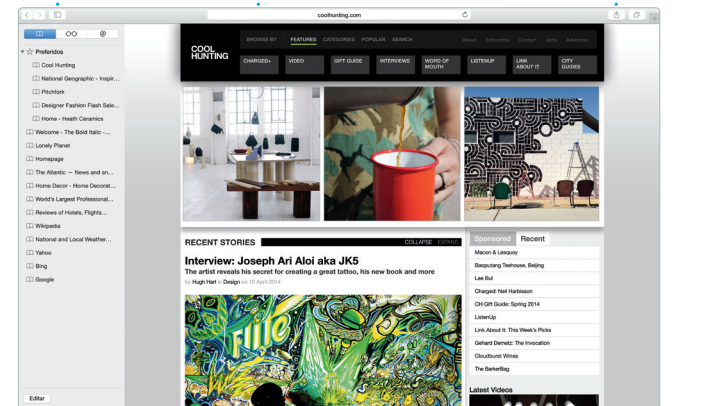 coolhunting.com
@
Preferidos
Cool Hunting
National Geographic - Inspir...
Pitchfork
Designer Fashion Flash Sale...
Home - Heath Ceramics
Welcome - The Bold Italic -...
Lonely Planet
Homepage
The Atlantic — News and an...
Home Decor - Home Decorat...
World's Largest Professional...
Reviews of Hotels, Flights...
Wikipedia
National and Local Weather...
Yahoo
Bing
Google
Editar
COOL
HUNTING
BROWSE BY FEATURES CATEGORIES POPULAR SEARCH
About Subscribe Contact Jobs Advertise
CHARGED+ VIDEO GIFT GUIDE INTERVIEWS WORD OF MOUTH LISTENUP LINK ABOUT IT CITY GUIDES
RECENT STORIES COLLAPSE EXPAND
Interview: Joseph Ari Aloi aka JK5
The artist reveals his secret for creating a great tattoo, his new book and more
by Hugh Hart in Design on 18 April 2014
Flite
Sponsored Recent
Macon & Lesquoy
Baoputang Teahouse, Beijing
Lee Bul
Charged: Neil Harbisson
CH Gift Guide: Spring 2014
ListenUp
Link About It: This Week's Picks
Gehard Demetz: The Invocation
Cloudburst Wines
The BarkerBag
Latest Videos